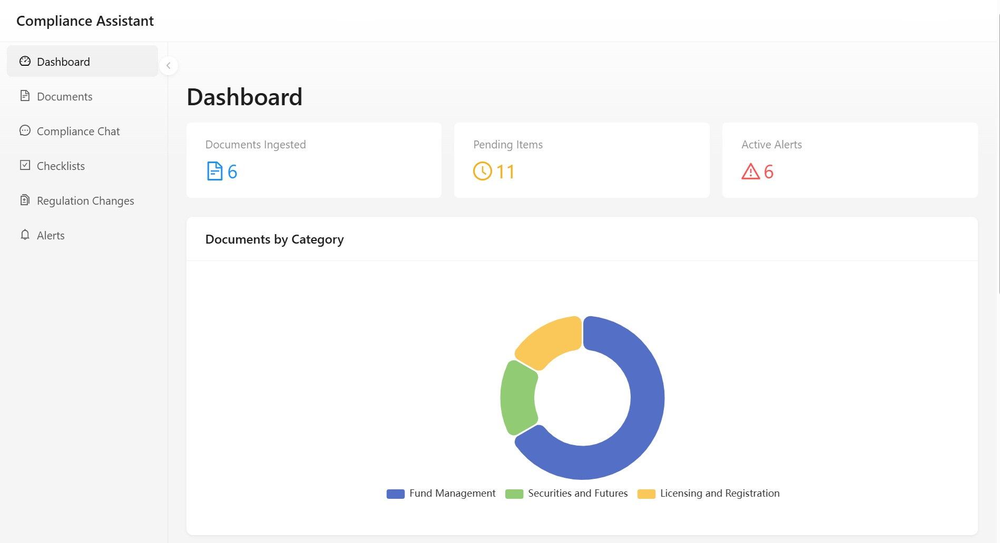 Compliance Assistant
Dashboard
Documents
Compliance Chat
Checklists
Regulation Changes
Alerts
Dashboard
Documents Ingested
6
Pending Items
11
Active Alerts
6
Documents by Category
Fund Management
Securities and Futures
Licensing and Registration